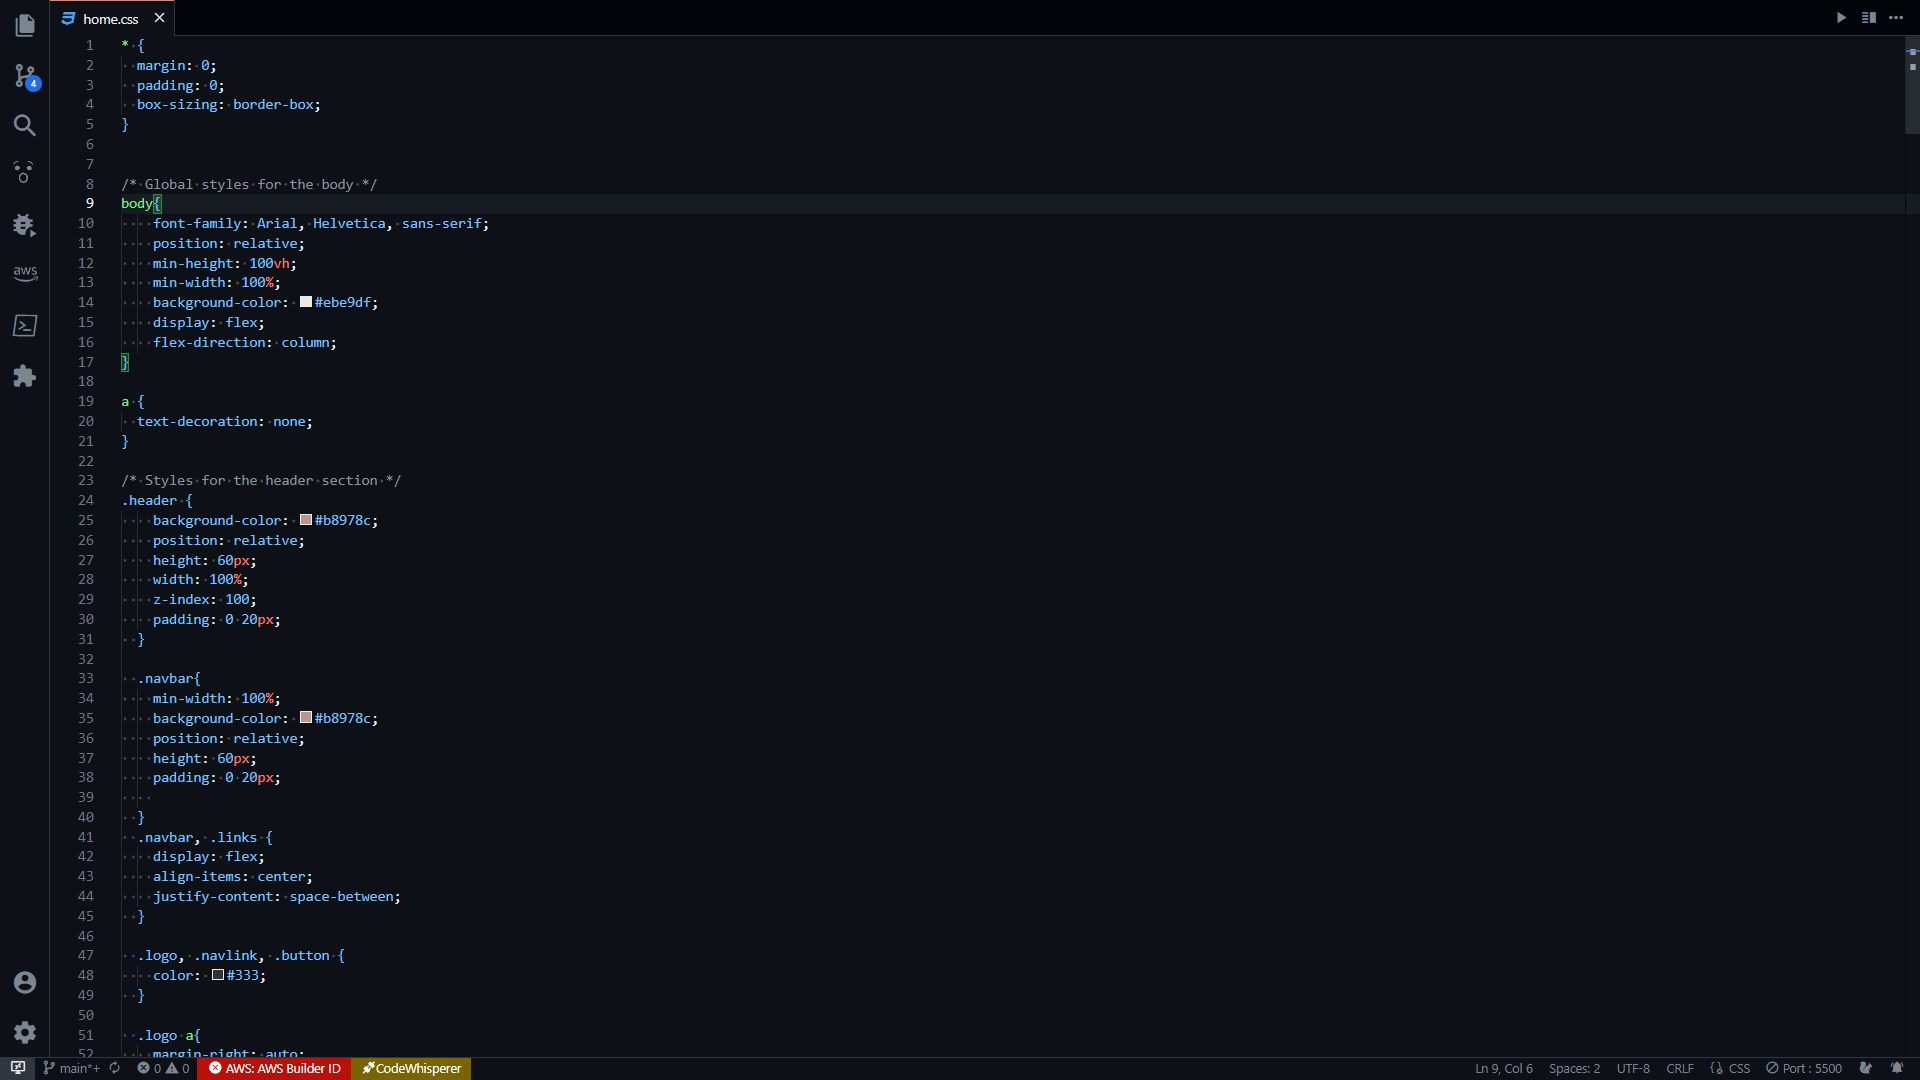 home.css
4
aws
1 * {
2 margin: 0;
3 padding: 0;
4 box-sizing: border-box;
5 }
6
7
8 /* Global styles for the body */
9 body{
10 font-family: Arial, Helvetica, sans-serif;
11 position: relative;
12 min-height: 100vh;
13 min-width: 100%;
14 background-color: #ebe9df;
15 display: flex;
16 flex-direction: column;
17 }
18
19 a {
20 text-decoration: none;
21 }
22
23 /* Styles for the header section */
24 .header {
25 background-color: #b8978c;
26 position: relative;
27 height: 60px;
28 width: 100%;
29 z-index: 100;
30 padding: 0 20px;
31 }
32
33 .navbar{
34 min-width: 100%;
35 background-color: #b8978c;
36 position: relative;
37 height: 60px;
38 padding: 0 20px;
39
40 }
41 .navbar, .links {
42 display: flex;
43 align-items: center;
44 justify-content: space-between;
45 }
46
47 .logo, .navlink, .button {
48 color: #333;
49 }
50
51 .logo a{
52 margin-right: auto;
main*+ 0 0 AWS: AWS Builder ID CodeWhisperer Ln 9, Col 6 Spaces: 2 UTF-8 CRLF CSS Port : 5500